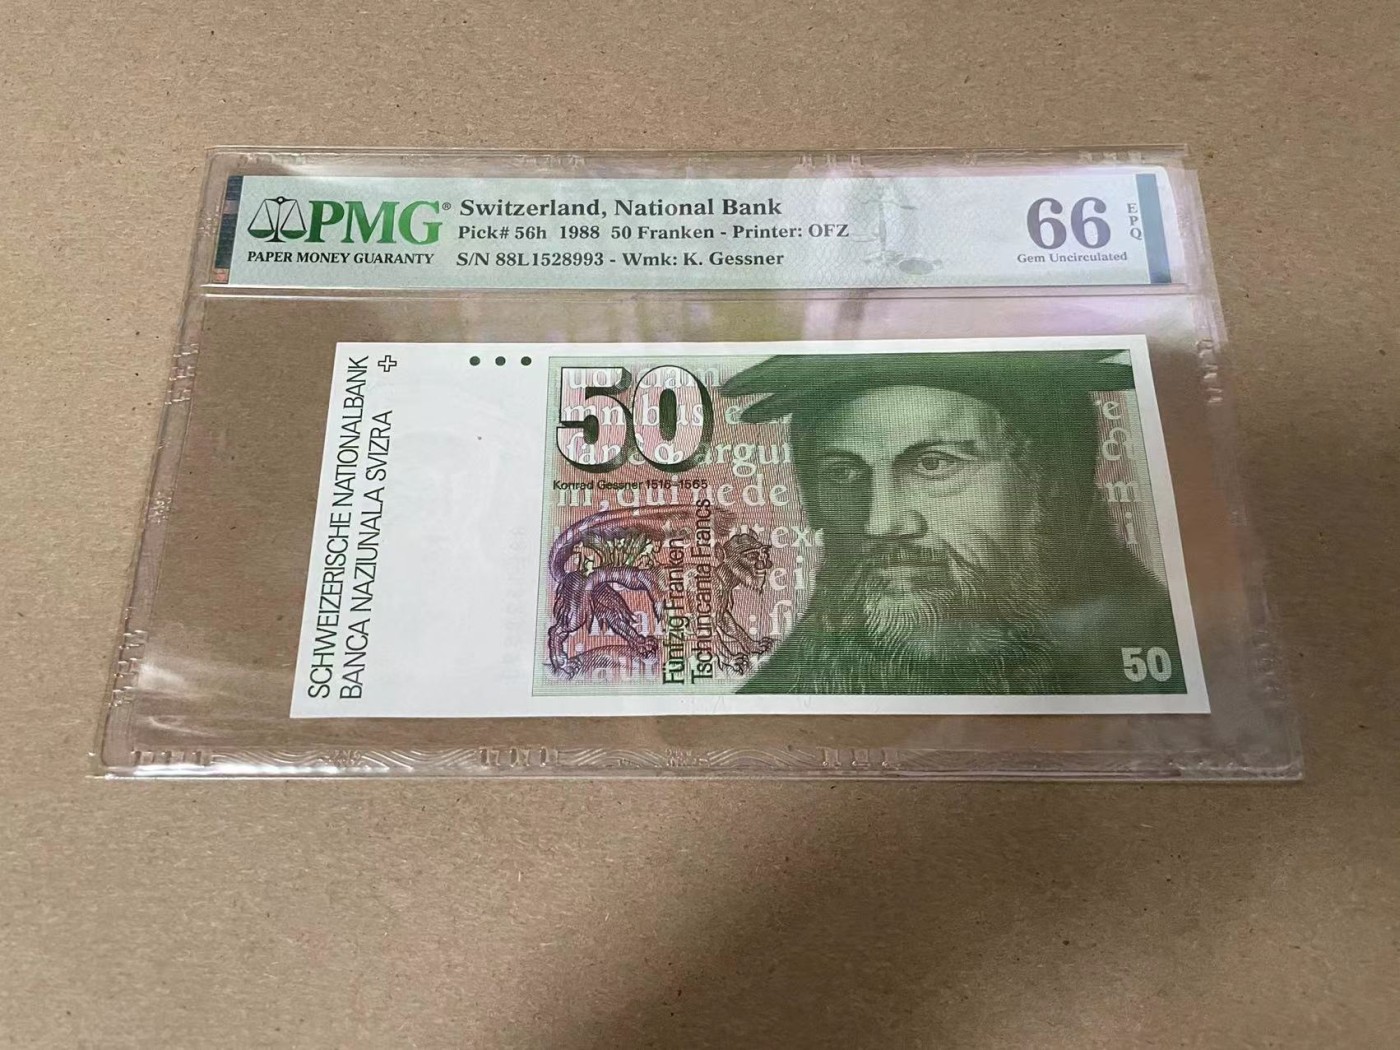 PMG®
PAPER MONEY GUARANTY
Switzerland, National Bank
Pick# 56h 1988 50 Franken - Printer: OFZ
S/N 88L1528993 - Wmk: K. Gessner
66
EPQ
Gem Uncirculated
SCHWEIZERISCHE NATIONALBANK
BANCA NAZIUNALA SVIZRA
50
Konrad Gessner 1516–1565
Fünfzig Franken
Tschuncanta Francs
50